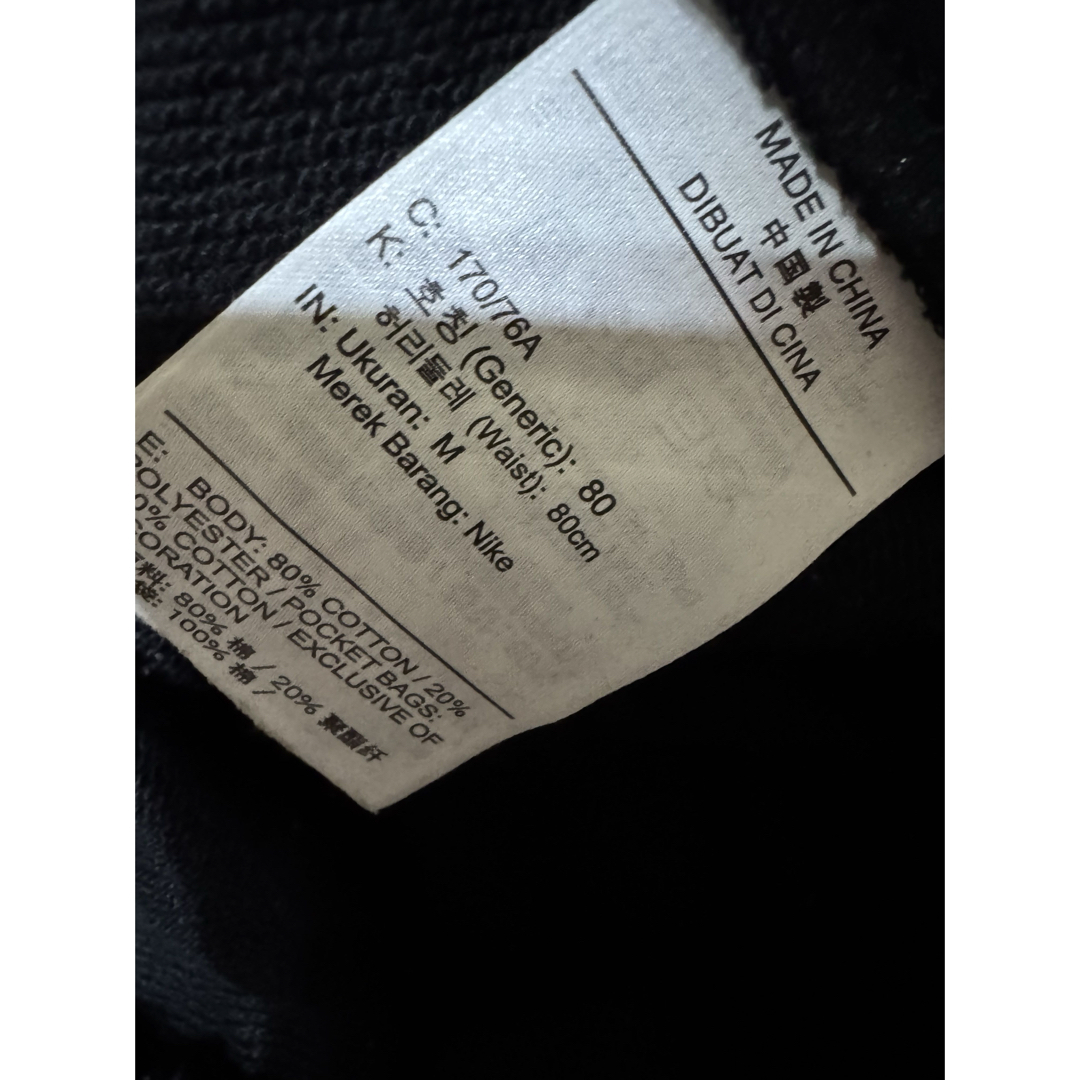 MADE IN CHINA
中国製
DIBUAT DI CINA
C: 170/76A
K: 호칭 (Generic): 80
허리둘레 (Waist): 80cm
IN: Ukuran: M
Merek Barang: Nike
E: BODY: 80% COTTON / 20%
POLYESTER / POCKET BAGS:
0% COTTON / EXCLUSIVE OF
ORATION
料: 80% 棉 / 20% 聚酯纤
袋: 100% 棉 /